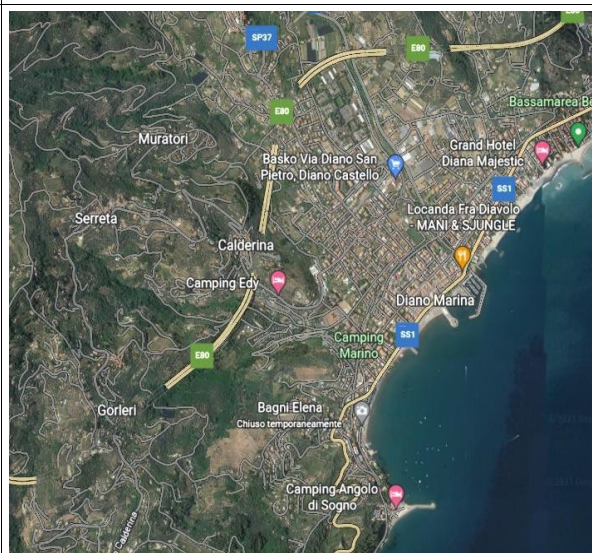 SP37
E80
E80
Bassamarea B
Muratori
Grand Hotel
Diana Majestic
Basko Via Diano San
Pietro, Diano Castello
SS1
Serreta
Locanda Fra Diavolo
- MANI & SJUNGLE
Calderina
Camping Edy
Diano Marina
Camping
Marino
SS1
E80
Gorleri
Bagni Elena
Chiuso temporaneamente
Camping Angolo
di Sogno
Calderina